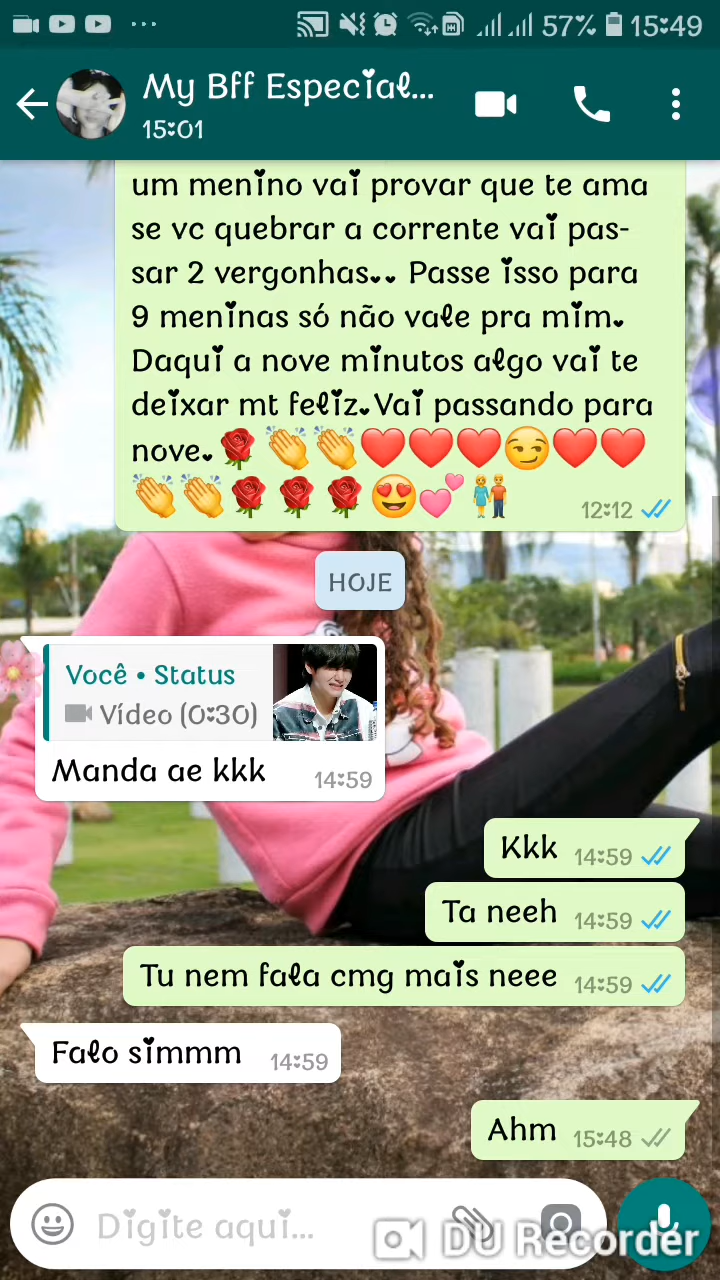 57% 15:49
My Bff Especial...
15:01
um menino vai provar que te ama
se vc quebrar a corrente vai pas-
sar 2 vergonhas.. Passe isso para
9 meninas só não vale pra mim.
Daqui a nove minutos algo vai te
deixar mt feliz.Vai passando para
nove.🌹👏👏❤❤❤😏❤❤
👏👏🌹🌹🌹😍💕👫 12:12
HOJE
Você • Status
Vídeo (0:30)
Manda ae kkk 14:59
Kkk 14:59
Ta neeh 14:59
Tu nem fala cmg mais neee 14:59
Falo simmm 14:59
Ahm 15:48
Digite aqui...
DU Recorder